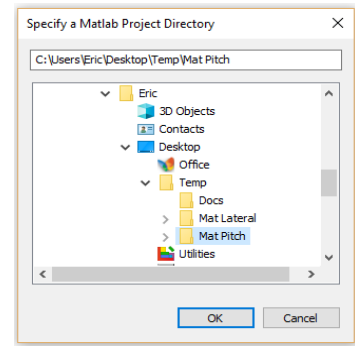 Specify a Matlab Project Directory
C:\Users\Eric\Desktop\Temp\Mat Pitch
Eric
3D Objects
Contacts
Desktop
Office
Temp
Docs
Mat Lateral
Mat Pitch
Utilities
OK Cancel